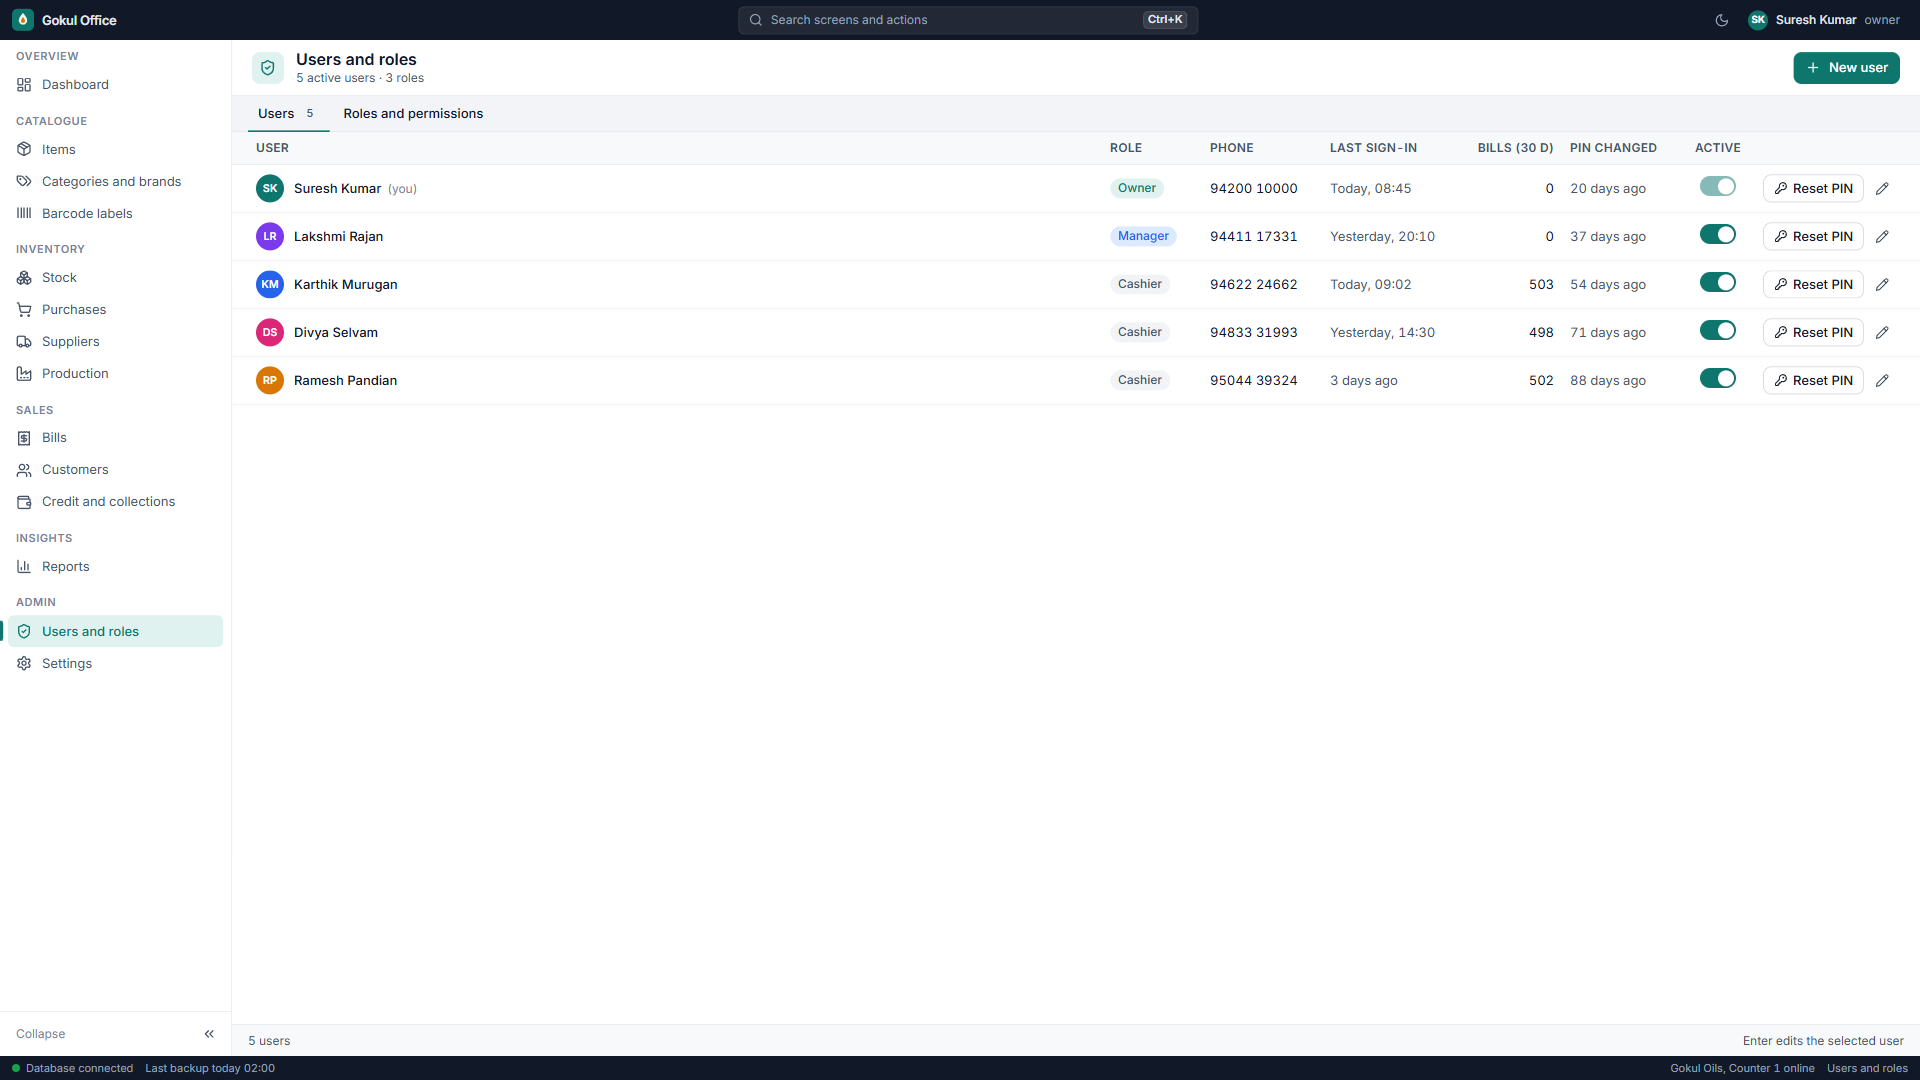 Gokul Office
Search screens and actions Ctrl+K
SK Suresh Kumar owner
OVERVIEW
Dashboard
CATALOGUE
Items
Categories and brands
Barcode labels
INVENTORY
Stock
Purchases
Suppliers
Production
SALES
Bills
Customers
Credit and collections
INSIGHTS
Reports
ADMIN
Users and roles
Settings
Collapse
Users and roles
5 active users · 3 roles
New user
Users 5 Roles and permissions
USER ROLE PHONE LAST SIGN-IN BILLS (30 D) PIN CHANGED ACTIVE
SK Suresh Kumar (you) Owner 94200 10000 Today, 08:45 0 20 days ago Reset PIN
LR Lakshmi Rajan Manager 94411 17331 Yesterday, 20:10 0 37 days ago Reset PIN
KM Karthik Murugan Cashier 94622 24662 Today, 09:02 503 54 days ago Reset PIN
DS Divya Selvam Cashier 94833 31993 Yesterday, 14:30 498 71 days ago Reset PIN
RP Ramesh Pandian Cashier 95044 39324 3 days ago 502 88 days ago Reset PIN
5 users Enter edits the selected user
Database connected Last backup today 02:00 Gokul Oils, Counter 1 online Users and roles